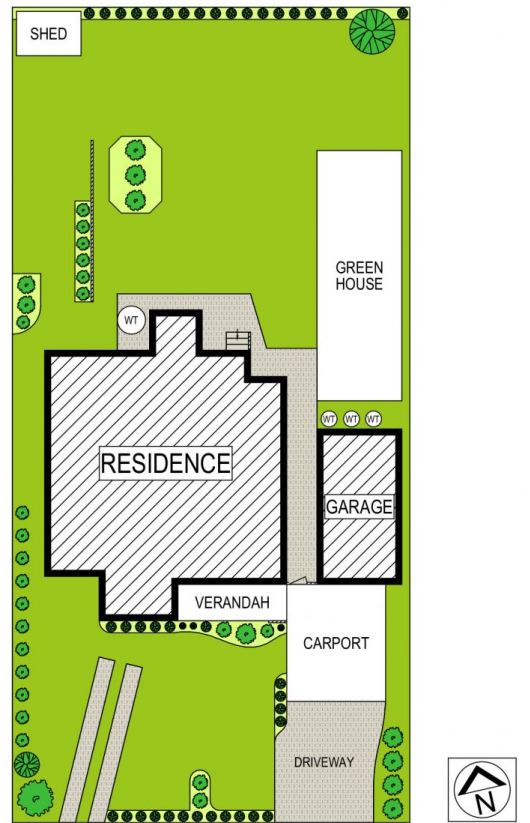 SHED
GREEN
HOUSE
WT
WT WT WT
RESIDENCE
GARAGE
VERANDAH
CARPORT
DRIVEWAY
N